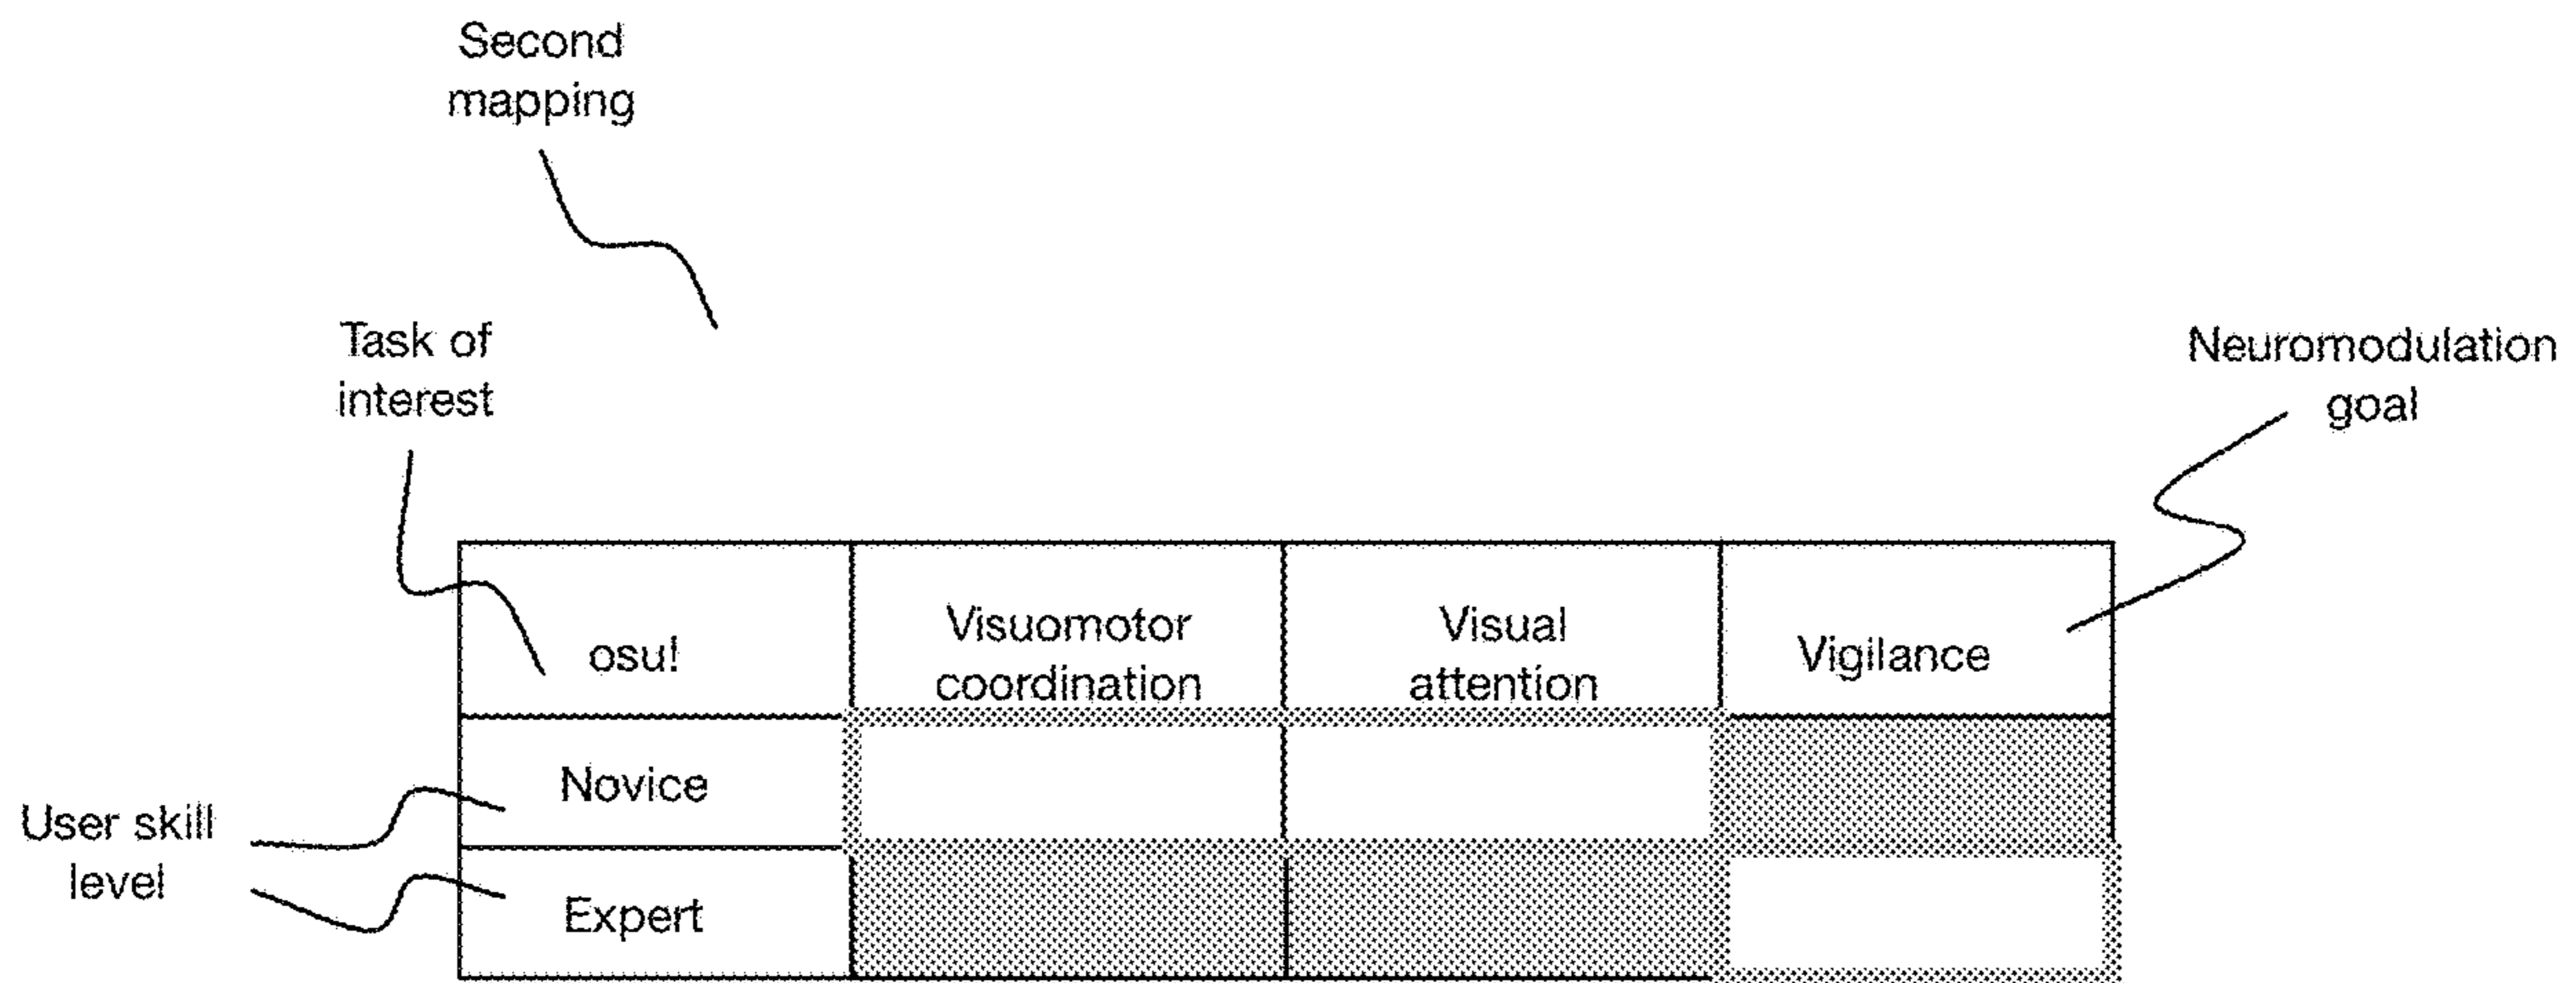 Second
mapping
Task of
interest
Neuromodulation
goal
osu!
Visuomotor
coordination
Visual
attention
Vigilance
User skill
level
Novice
Expert